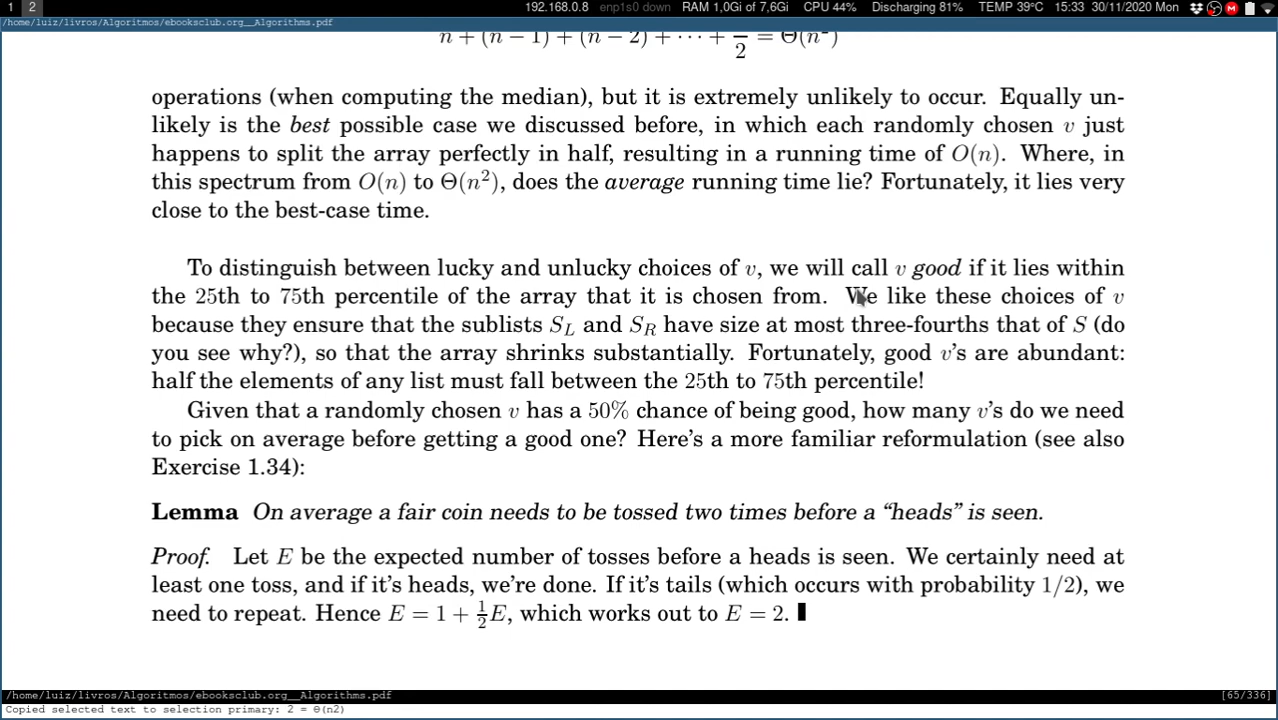 1 2 192.168.0.8 enp1s0 down RAM 1,0Gi of 7,6Gi CPU 44% Discharging 81% TEMP 39°C 15:33 30/11/2020 Mon
/home/luiz/livros/Algoritmos/ebooksclub.org__Algorithms.pdf
n + (n − 1) + (n − 2) + ··· + n/2 = Θ(n²)
operations (when computing the median), but it is extremely unlikely to occur. Equally un-
likely is the best possible case we discussed before, in which each randomly chosen v just
happens to split the array perfectly in half, resulting in a running time of O(n). Where, in
this spectrum from O(n) to Θ(n²), does the average running time lie? Fortunately, it lies very
close to the best-case time.
To distinguish between lucky and unlucky choices of v, we will call v good if it lies within
the 25th to 75th percentile of the array that it is chosen from. We like these choices of v
because they ensure that the sublists S_L and S_R have size at most three-fourths that of S (do
you see why?), so that the array shrinks substantially. Fortunately, good v's are abundant:
half the elements of any list must fall between the 25th to 75th percentile!
Given that a randomly chosen v has a 50% chance of being good, how many v's do we need
to pick on average before getting a good one? Here's a more familiar reformulation (see also
Exercise 1.34):
Lemma On average a fair coin needs to be tossed two times before a “heads” is seen.
Proof. Let E be the expected number of tosses before a heads is seen. We certainly need at
least one toss, and if it's heads, we're done. If it's tails (which occurs with probability 1/2), we
need to repeat. Hence E = 1 + ½E, which works out to E = 2.
/home/luiz/livros/Algoritmos/ebooksclub.org__Algorithms.pdf [65/336]
Copied selected text to selection primary: 2 = Θ(n2)